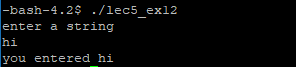 -bash-4.2$ ./lec5_ex12
enter a string
hi
you entered hi